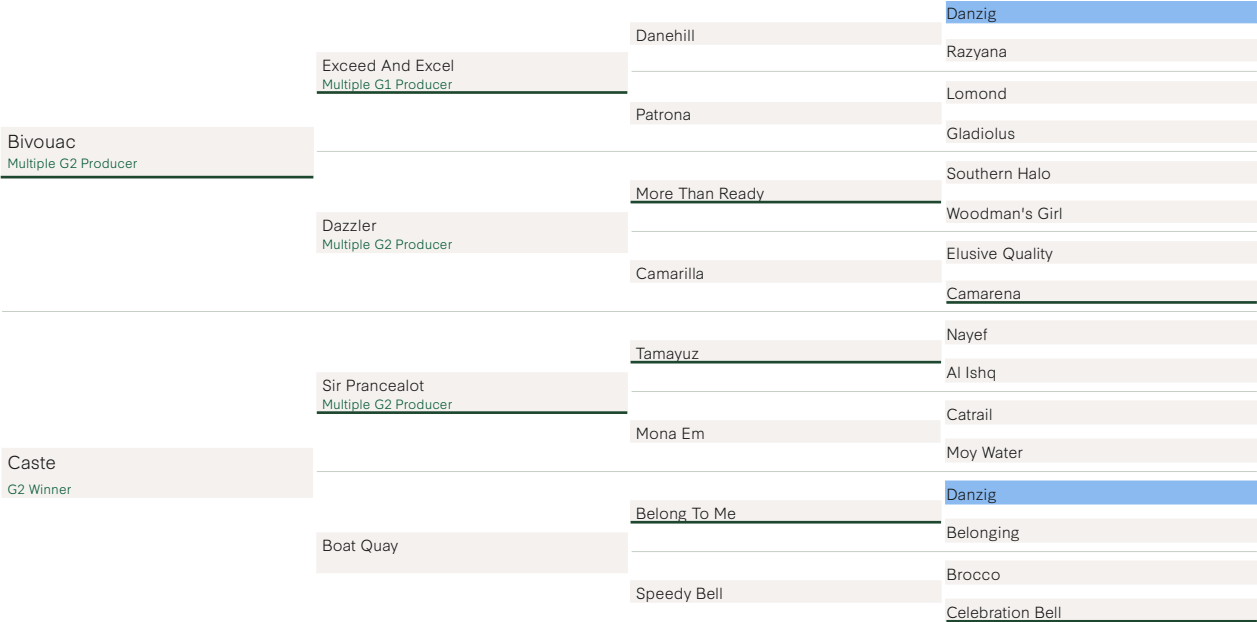 Bivouac
Multiple G2 Producer
Caste
G2 Winner
Exceed And Excel
Multiple G1 Producer
Dazzler
Multiple G2 Producer
Sir Prancealot
Multiple G2 Producer
Boat Quay
Danehill
Patrona
More Than Ready
Camarilla
Tamayuz
Mona Em
Belong To Me
Speedy Bell
Danzig
Razyana
Lomond
Gladiolus
Southern Halo
Woodman's Girl
Elusive Quality
Camarena
Nayef
Al Ishq
Catrail
Moy Water
Danzig
Belonging
Brocco
Celebration Bell